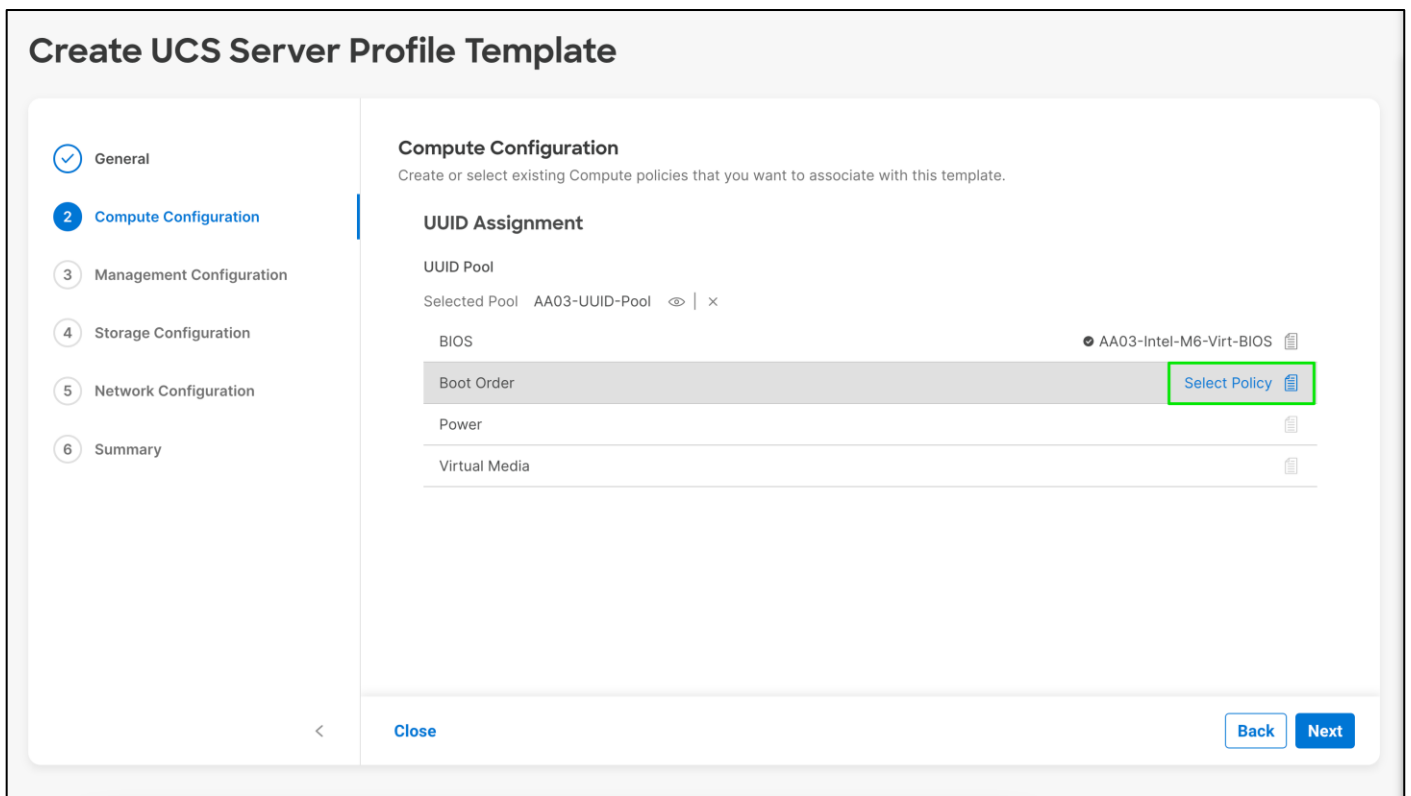 Create UCS Server Profile Template
General
2 Compute Configuration
3 Management Configuration
4 Storage Configuration
5 Network Configuration
6 Summary
Compute Configuration
Create or select existing Compute policies that you want to associate with this template.
UUID Assignment
UUID Pool
Selected Pool AA03-UUID-Pool
BIOS AA03-Intel-M6-Virt-BIOS
Boot Order Select Policy
Power
Virtual Media
Close Back Next